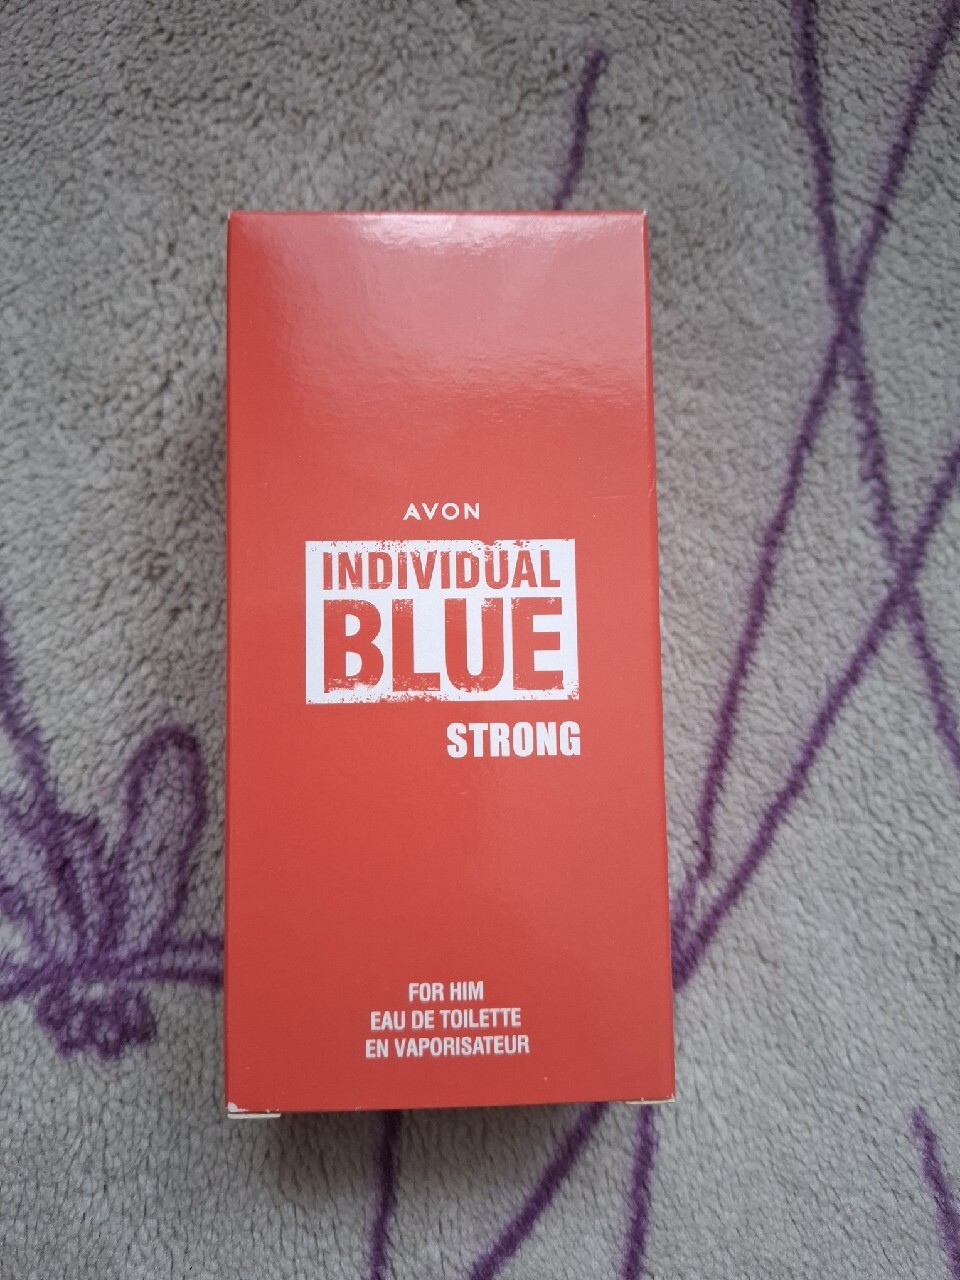 AVON
INDIVIDUAL
BLUE
STRONG
FOR HIM
EAU DE TOILETTE
EN VAPORISATEUR